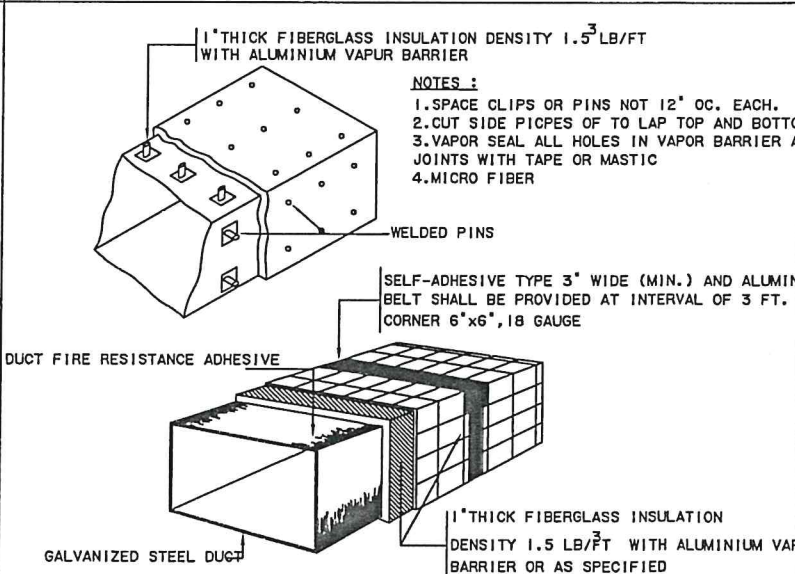 1" THICK FIBERGLASS INSULATION DENSITY 1.5 LB/FT³
WITH ALUMINIUM VAPUR BARRIER
NOTES :
1.SPACE CLIPS OR PINS NOT 12" OC. EACH.
2.CUT SIDE PICPES OF TO LAP TOP AND BOTTO
3.VAPOR SEAL ALL HOLES IN VAPOR BARRIER A
JOINTS WITH TAPE OR MASTIC
4.MICRO FIBER
WELDED PINS
SELF-ADHESIVE TYPE 3" WIDE (MIN.) AND ALUMIN
BELT SHALL BE PROVIDED AT INTERVAL OF 3 FT.
CORNER 6"x6",18 GAUGE
DUCT FIRE RESISTANCE ADHESIVE
1" THICK FIBERGLASS INSULATION
DENSITY 1.5 LB/FT³ WITH ALUMINIUM VAP
BARRIER OR AS SPECIFIED
GALVANIZED STEEL DUCT